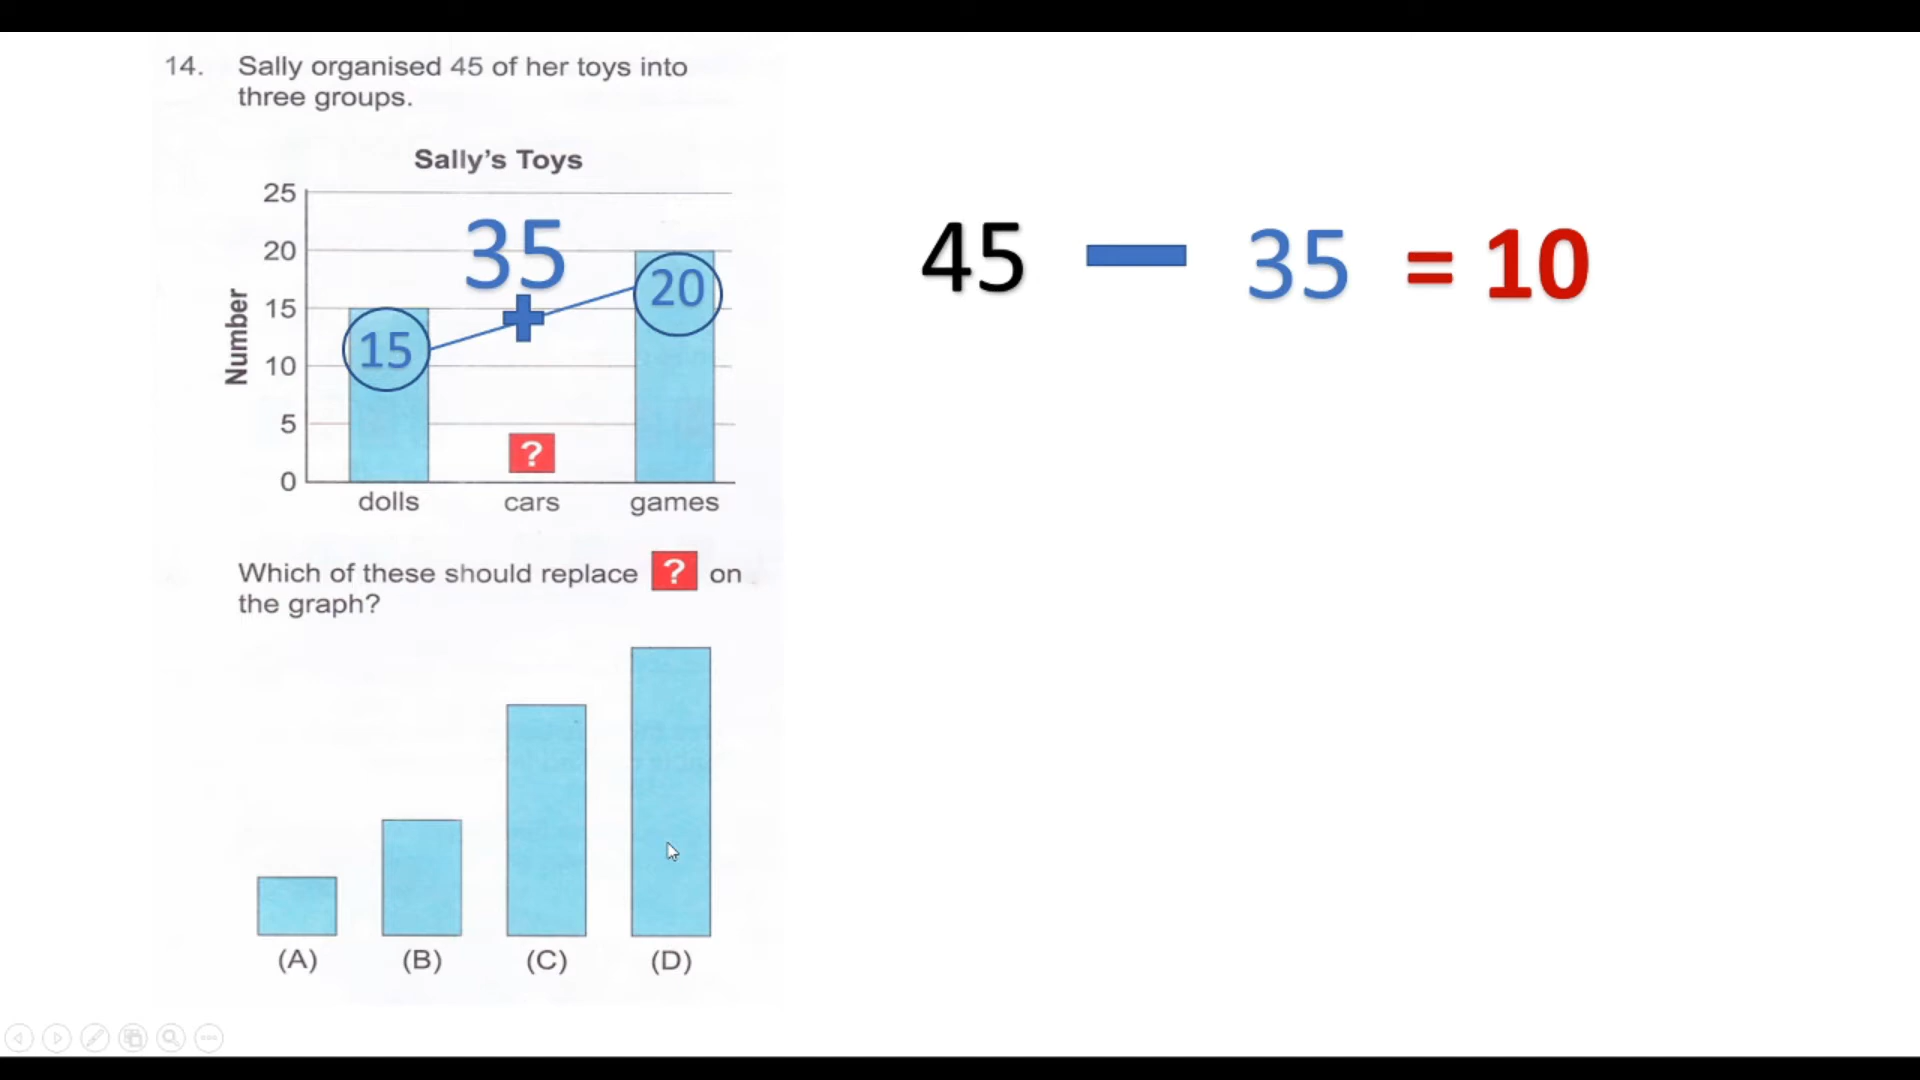 14. Sally organised 45 of her toys into
three groups.
Sally's Toys
25
20
15
10
5
0
Number
35
15
20
?
dolls cars games
Which of these should replace ? on
the graph?
(A) (B) (C) (D)
45 − 35 = 10